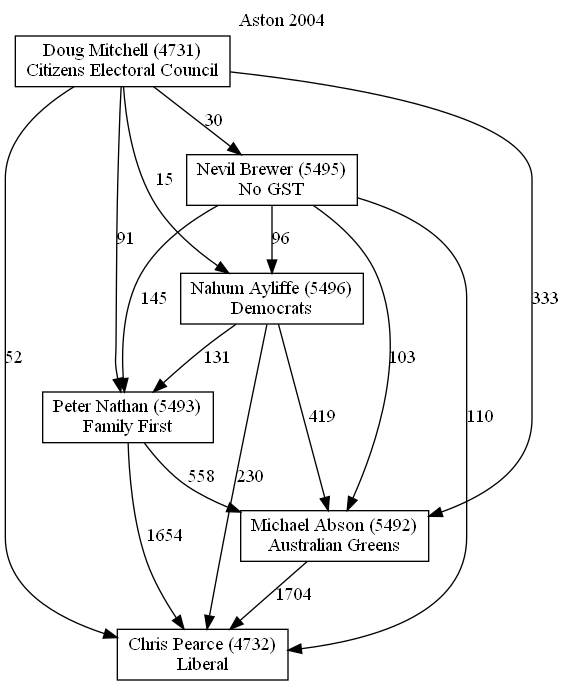 Aston 2004
Doug Mitchell (4731)
Citizens Electoral Council
30
Nevil Brewer (5495)
No GST
15
91
96
Nahum Ayliffe (5496)
Democrats
145
333
52
131
103
Peter Nathan (5493)
Family First
419
110
558
230
Michael Abson (5492)
Australian Greens
1654
1704
Chris Pearce (4732)
Liberal